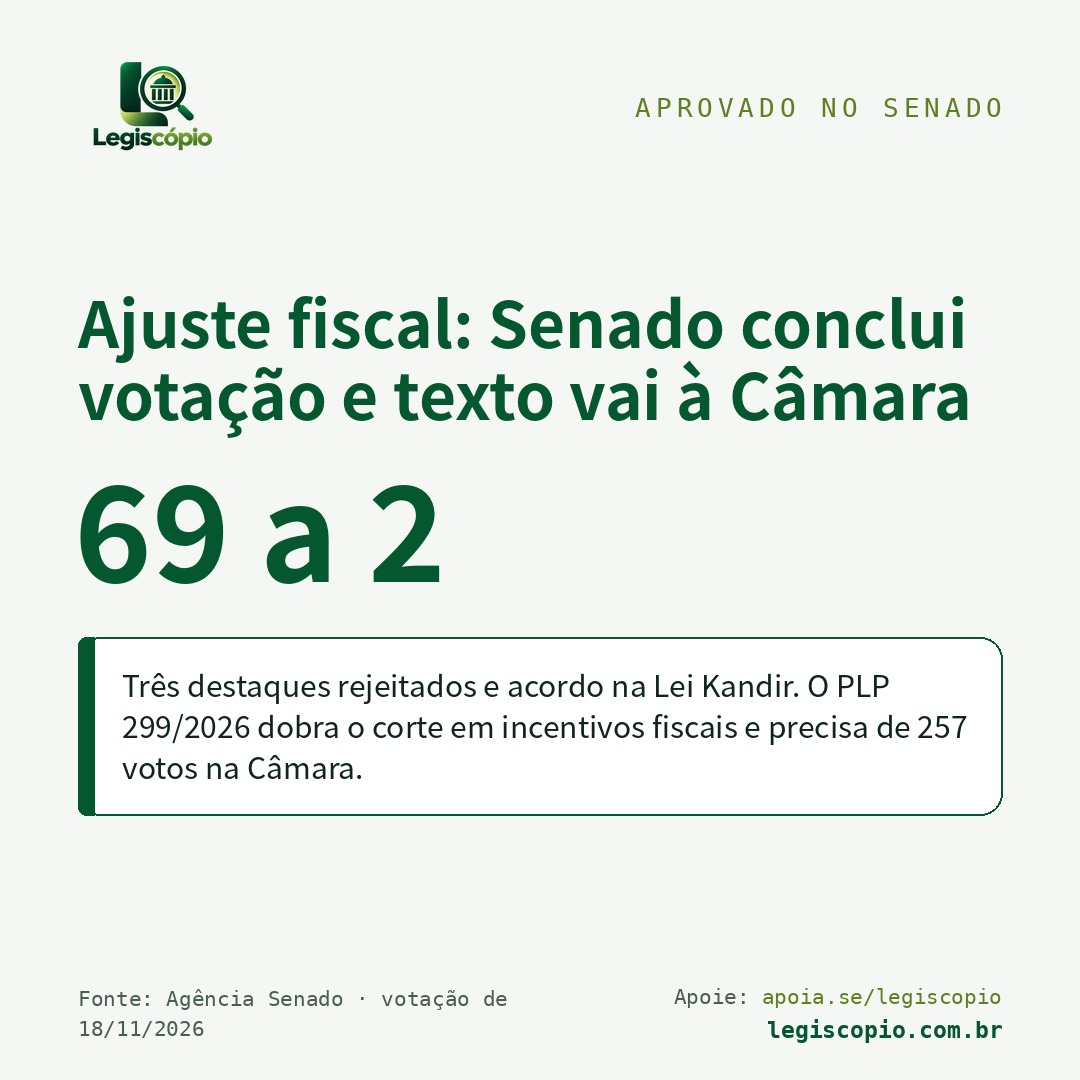 Legiscópio
APROVADO NO SENADO
Ajuste fiscal: Senado conclui
votação e texto vai à Câmara
69 a 2
Três destaques rejeitados e acordo na Lei Kandir. O PLP
299/2026 dobra o corte em incentivos fiscais e precisa de 257
votos na Câmara.
Fonte: Agência Senado · votação de
18/11/2026
Apoie: apoia.se/legiscopio
legiscopio.com.br